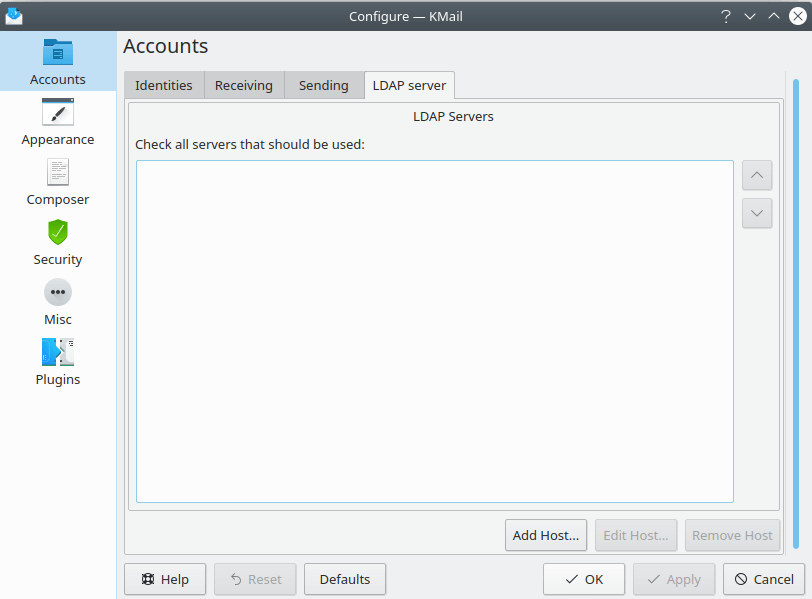 Configure — KMail
?
Accounts
Appearance
Composer
Security
Misc
Plugins
Accounts
Identities
Receiving
Sending
LDAP server
LDAP Servers
Check all servers that should be used:
Add Host...
Edit Host...
Remove Host
Help
Reset
Defaults
OK
Apply
Cancel